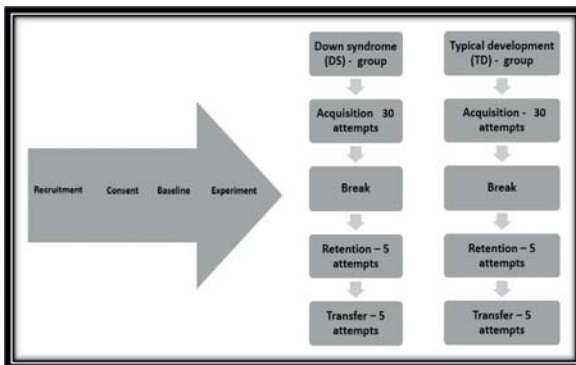 Recruitment Consent Baseline Experiment
Down syndrome
(DS) - group
Acquisition 30
attempts
Break
Retention – 5
attempts
Transfer – 5
attempts
Typical development
(TD) - group
Acquisition - 30
attempts
Break
Retention – 5
attempts
Transfer – 5
attempts